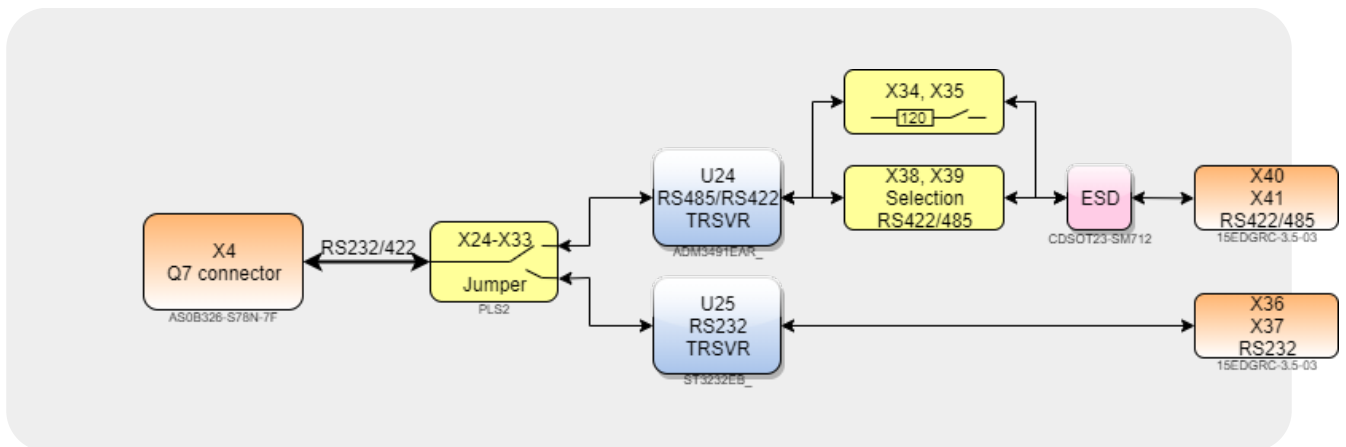 X4
Q7 connector
AS0B326-S78N-7F
RS232/422
X24-X33
Jumper
PLS2
U24
RS485/RS422
TRSVR
ADM3491EAR_
U25
RS232
TRSVR
ST3232EB_
X34, X35
120
X38, X39
Selection
RS422/485
ESD
CDSOT23-SM712
X40
X41
RS422/485
15EDGRC-3.5-03
X36
X37
RS232
15EDGRC-3.5-03